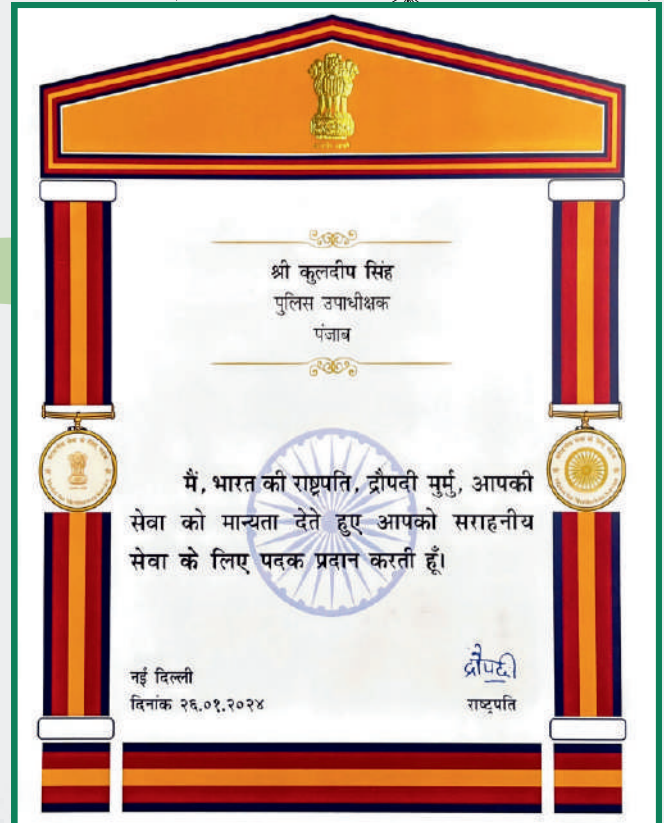 श्री कुलदीप सिंह
पुलिस उपाधीक्षक
पंजाब
मैं, भारत की राष्ट्रपति, द्रौपदी मुर्मु, आपकी
सेवा को मान्यता देते हुए आपको सराहनीय
सेवा के लिए पदक प्रदान करती हूँ।
द्रौपदी
नई दिल्ली
दिनांक २६.०१.२०२४
राष्ट्रपति